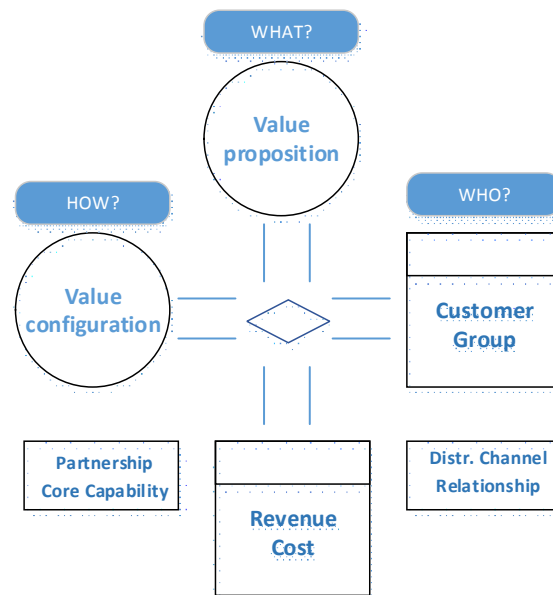 WHAT?
Value
proposition
HOW?
WHO?
Value
configuration
Customer
Group
Partnership
Core Capability
Revenue
Cost
Distr. Channel
Relationship